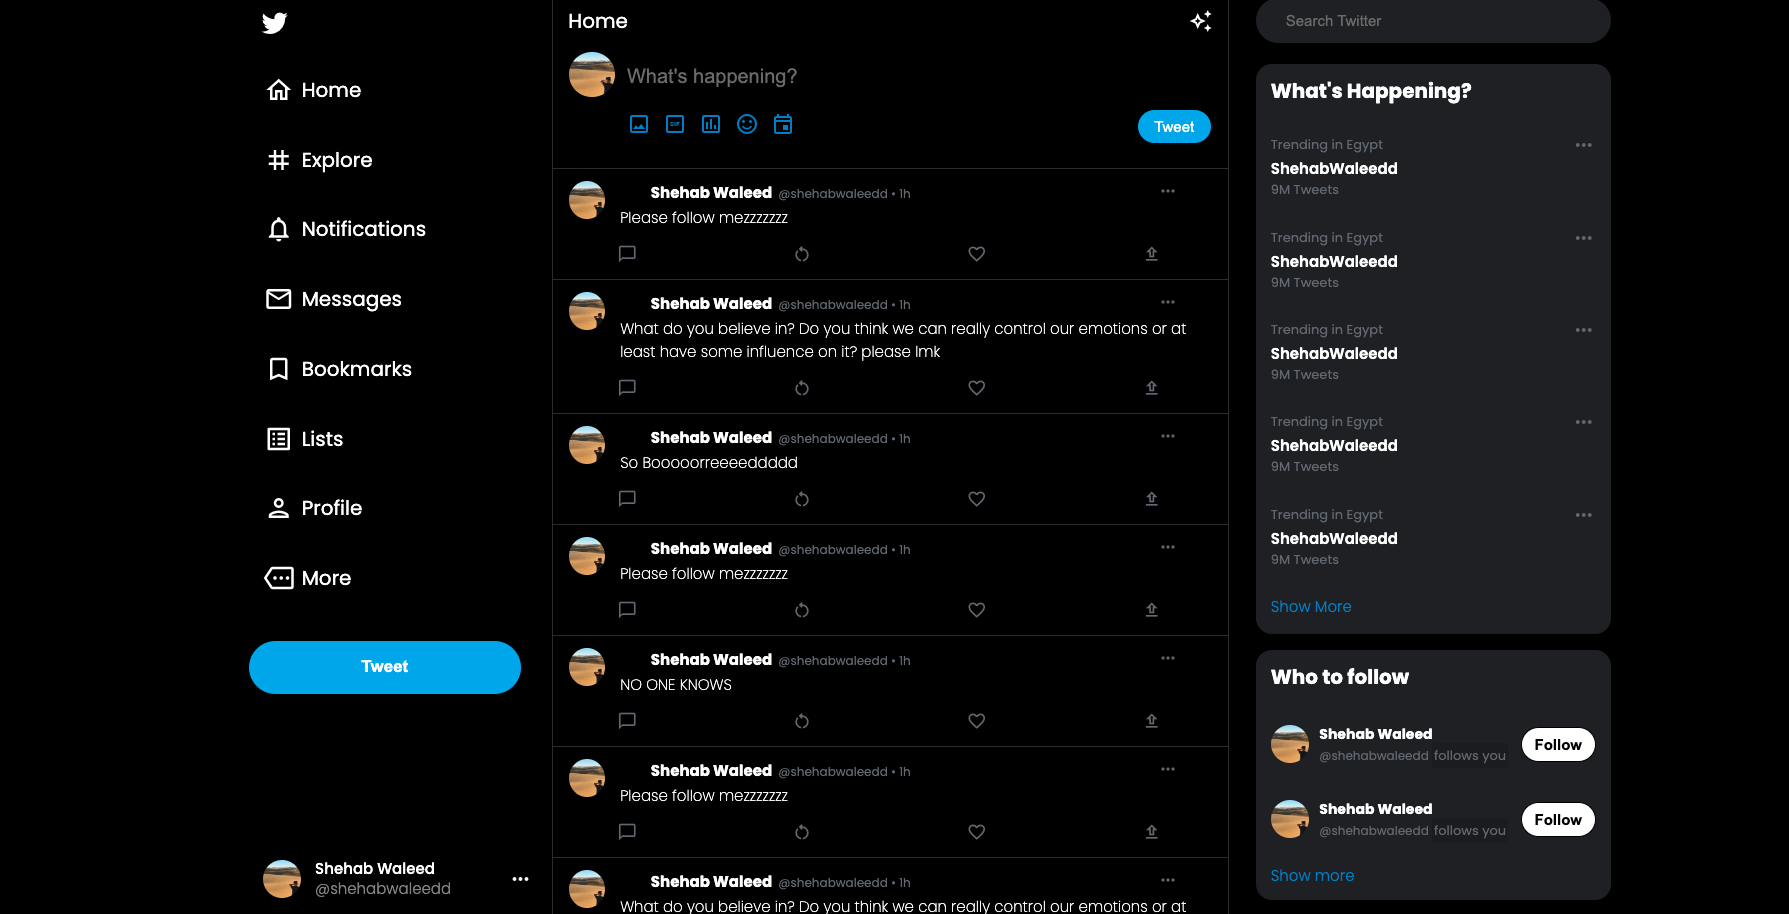 Home
Explore
Notifications
Messages
Bookmarks
Lists
Profile
More
Tweet
Shehab Waleed
@shehabwaleedd
Home
What's happening?
GIF
Tweet
Shehab Waleed @shehabwaleedd • 1h
Please follow mezzzzzzz
Shehab Waleed @shehabwaleedd • 1h
What do you believe in? Do you think we can really control our emotions or at
least have some influence on it? please lmk
Shehab Waleed @shehabwaleedd • 1h
So Booooorreeeeddddd
Shehab Waleed @shehabwaleedd • 1h
Please follow mezzzzzzz
Shehab Waleed @shehabwaleedd • 1h
NO ONE KNOWS
Shehab Waleed @shehabwaleedd • 1h
Please follow mezzzzzzz
Shehab Waleed @shehabwaleedd • 1h
What do you believe in? Do you think we can really control our emotions or at
Search Twitter
What's Happening?
Trending in Egypt
ShehabWaleedd
9M Tweets
Trending in Egypt
ShehabWaleedd
9M Tweets
Trending in Egypt
ShehabWaleedd
9M Tweets
Trending in Egypt
ShehabWaleedd
9M Tweets
Trending in Egypt
ShehabWaleedd
9M Tweets
Show More
Who to follow
Shehab Waleed
@shehabwaleedd follows you
Follow
Shehab Waleed
@shehabwaleedd follows you
Follow
Show more